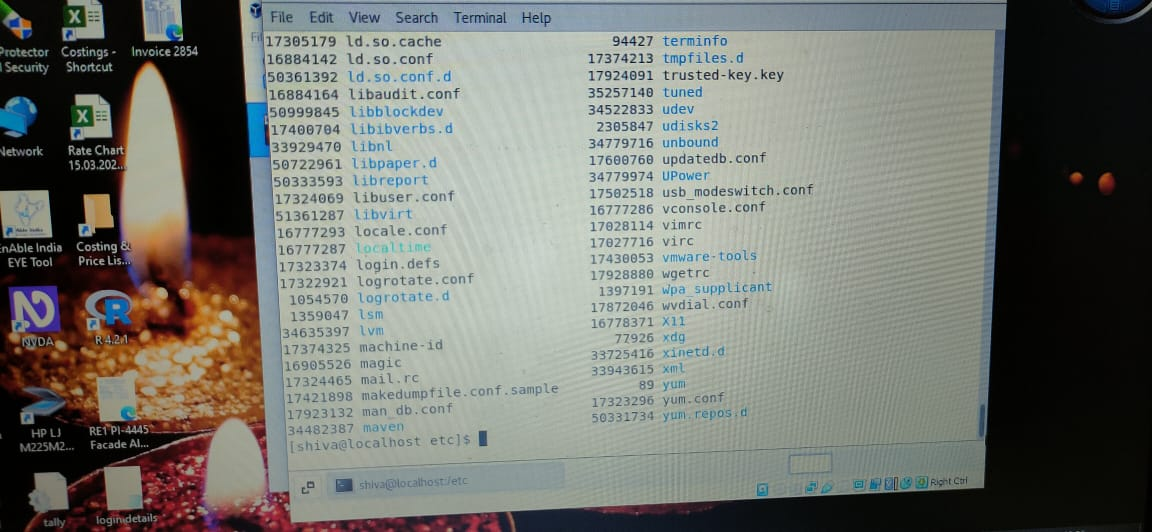 Protector
l Security
Costings -
Shortcut
Invoice 2854
Network
Rate Chart
15.03.202...
EnAble India
EYE Tool
Costing &
Price Lis...
NVDA
R 4.2.1
HP LJ
M225M2...
RE1 PI-4445
Facade Al...
tally
login details
File Edit View Search Terminal Help
17305179 ld.so.cache
16884142 ld.so.conf
50361392 ld.so.conf.d
16884164 libaudit.conf
50999845 libblockdev
17400704 libibverbs.d
33929470 libnl
50722961 libpaper.d
50333593 libreport
17324069 libuser.conf
51361287 libvirt
16777293 locale.conf
16777287 localtime
17323374 login.defs
17322921 logrotate.conf
1054570 logrotate.d
1359047 lsm
34635397 lvm
17374325 machine-id
16905526 magic
17324465 mail.rc
17421898 makedumpfile.conf.sample
17923132 man_db.conf
34482387 maven
94427 terminfo
17374213 tmpfiles.d
17924091 trusted-key.key
35257140 tuned
34522833 udev
2305847 udisks2
34779716 unbound
17600760 updatedb.conf
34779974 UPower
17502518 usb_modeswitch.conf
16777286 vconsole.conf
17028114 vimrc
17027716 virc
17430053 vmware-tools
17928880 wgetrc
1397191 wpa_supplicant
17872046 wvdial.conf
16778371 X11
77926 xdg
33725416 xinetd.d
33943615 xml
89 yum
17323296 yum.conf
50331734 yum.repos.d
[shiva@localhost etc]$
shiva@localhost:/etc
Right Ctrl